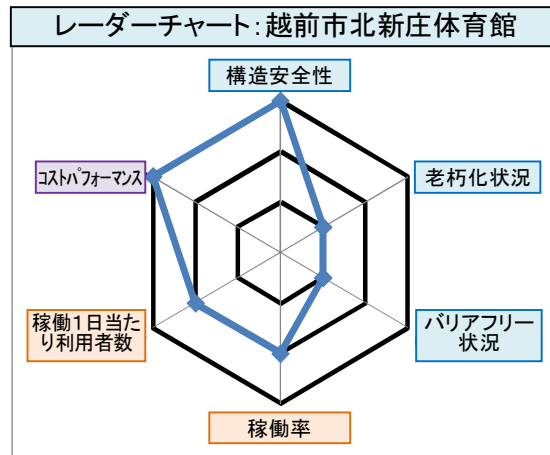 レーダーチャート：越前市北新庄体育館
構造安全性
コストパフォーマンス
老朽化状況
稼働１日当た
り利用者数
バリアフリー
状況
稼働率